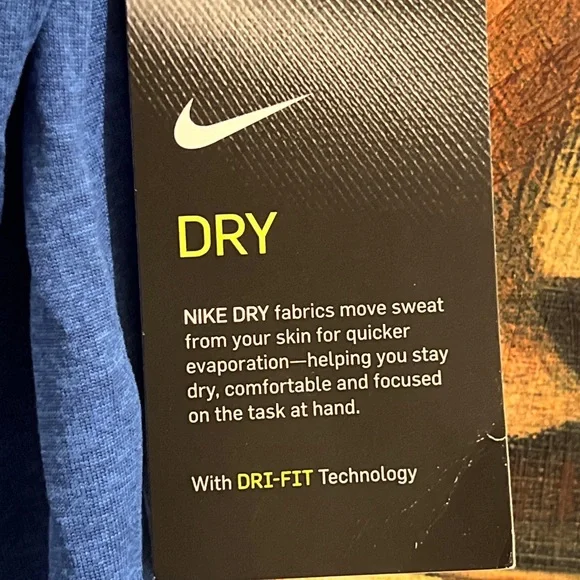 DRY
NIKE DRY fabrics move sweat
from your skin for quicker
evaporation—helping you stay
dry, comfortable and focused
on the task at hand.
With DRI-FIT Technology